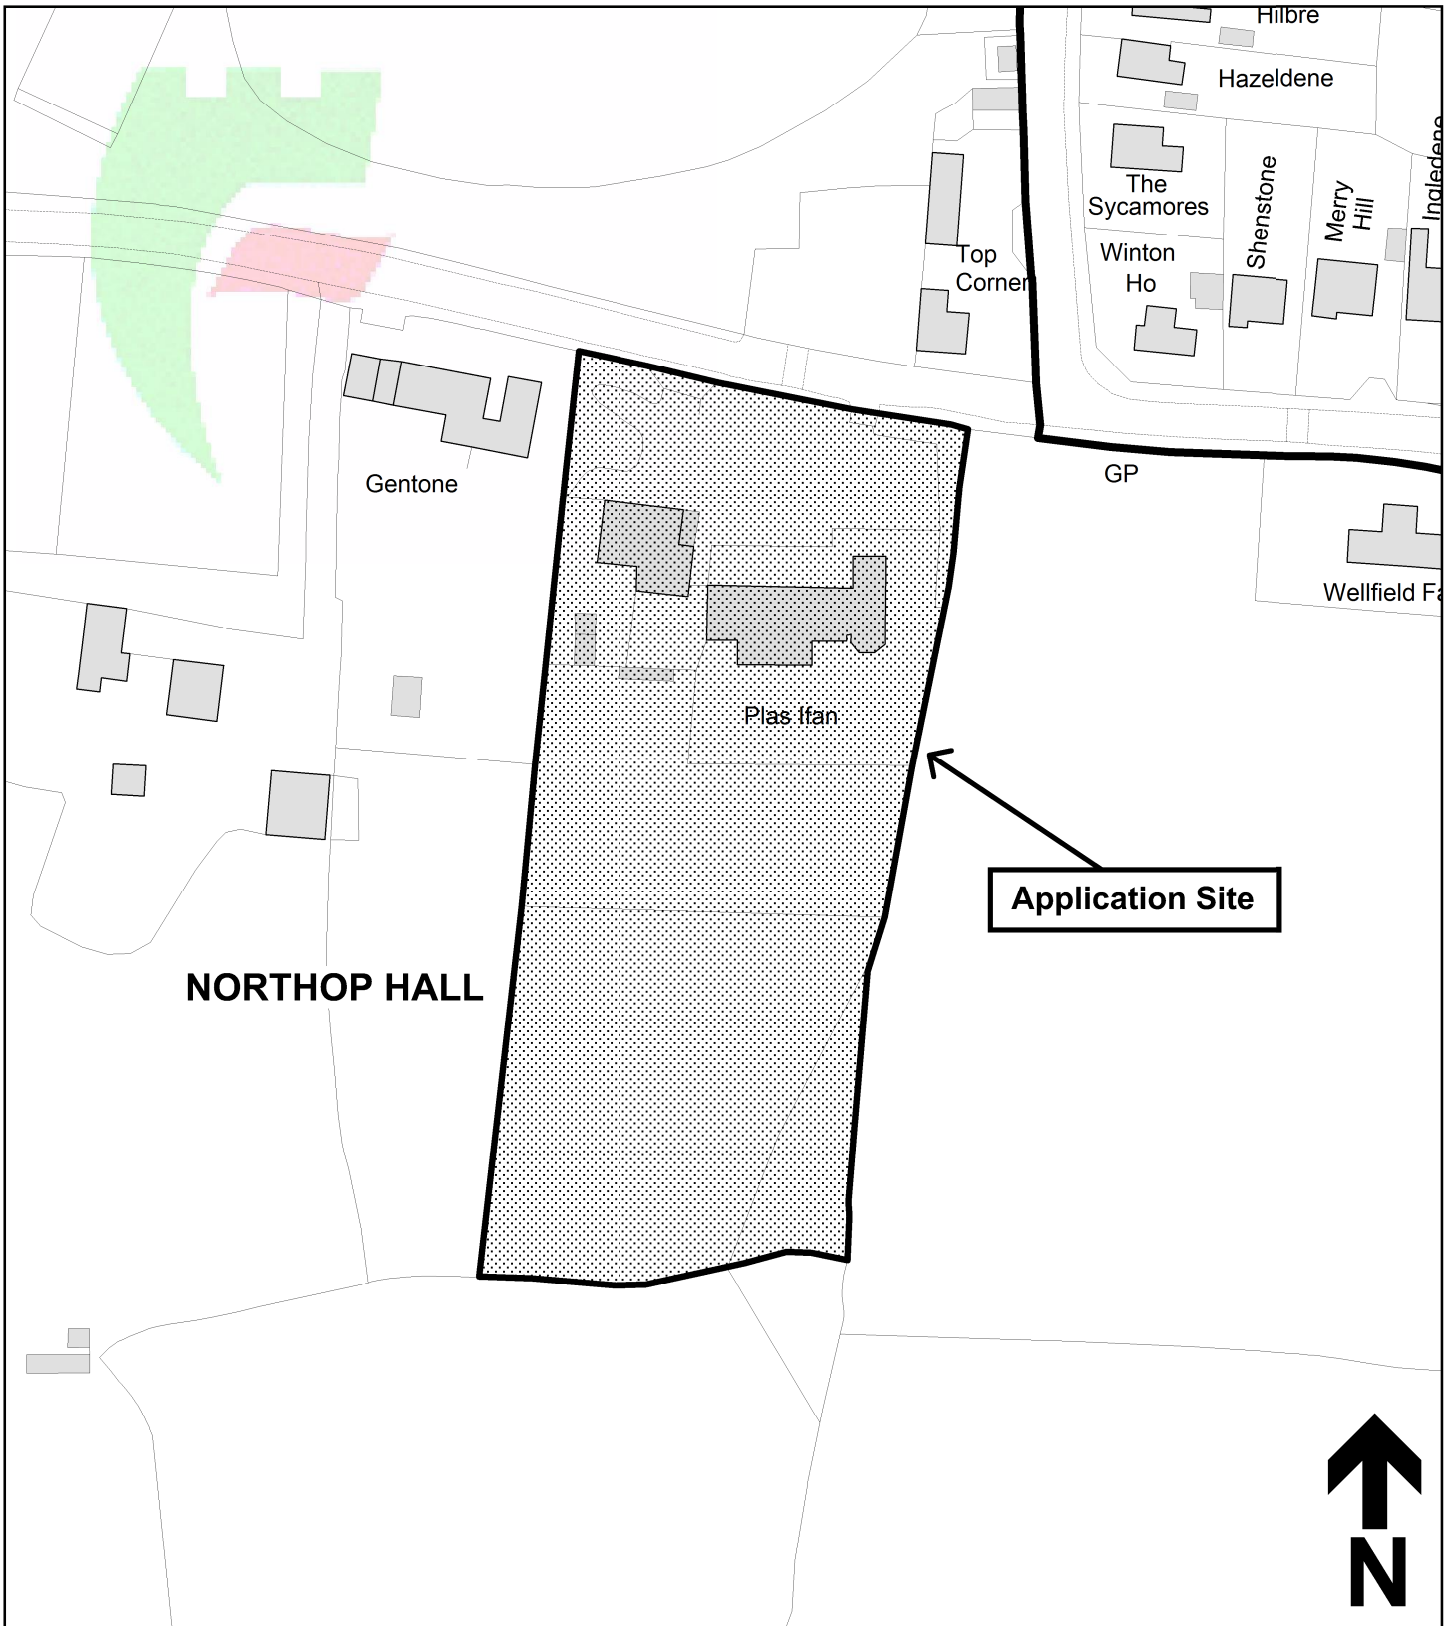 Hilbre
Hazeldene
The
Sycamores
Shenstone
Merry
Hill
Ingledene
Winton
Ho
Top
Corner
Gentone
GP
Wellfield
Plas Ifan
Application Site
NORTHOP HALL
N